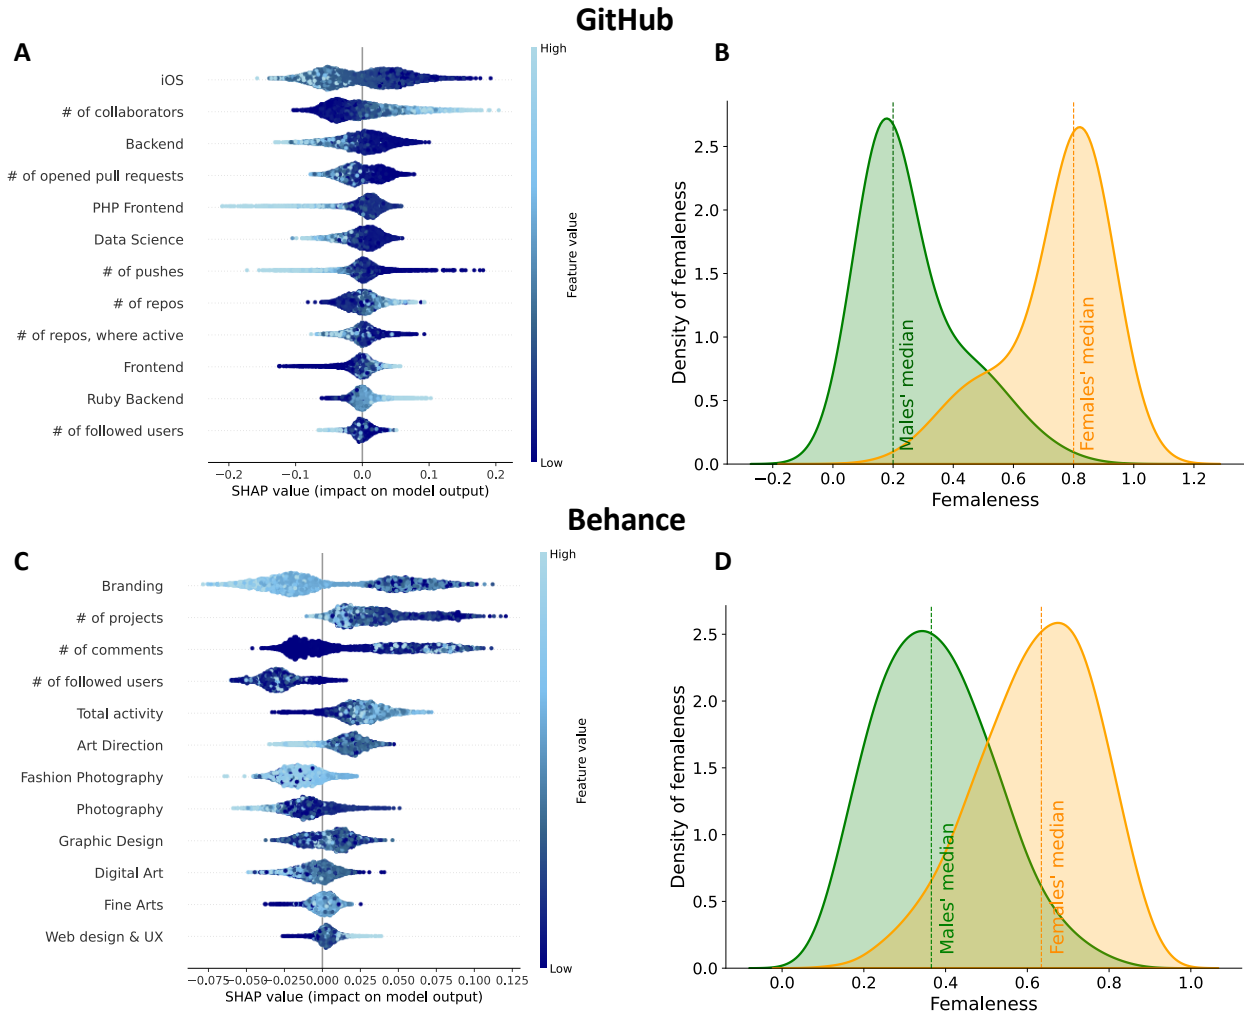 GitHub
A
High
iOS
# of collaborators
Backend
# of opened pull requests
PHP Frontend
Data Science
# of pushes
# of repos
# of repos, where active
Frontend
Ruby Backend
# of followed users
Feature value
Low
−0.2 −0.1 0.0 0.1 0.2
SHAP value (impact on model output)
B
Density of femaleness
2.5
2.0
1.5
1.0
0.5
0.0
Males' median
Females' median
−0.2 0.0 0.2 0.4 0.6 0.8 1.0 1.2
Femaleness
Behance
C
High
Branding
# of projects
# of comments
# of followed users
Total activity
Art Direction
Fashion Photography
Photography
Graphic Design
Digital Art
Fine Arts
Web design & UX
Feature value
Low
−0.075−0.050−0.025 0.000 0.025 0.050 0.075 0.100 0.125
SHAP value (impact on model output)
D
Density of femaleness
2.5
2.0
1.5
1.0
0.5
0.0
Males' median
Females' median
0.0 0.2 0.4 0.6 0.8 1.0
Femaleness